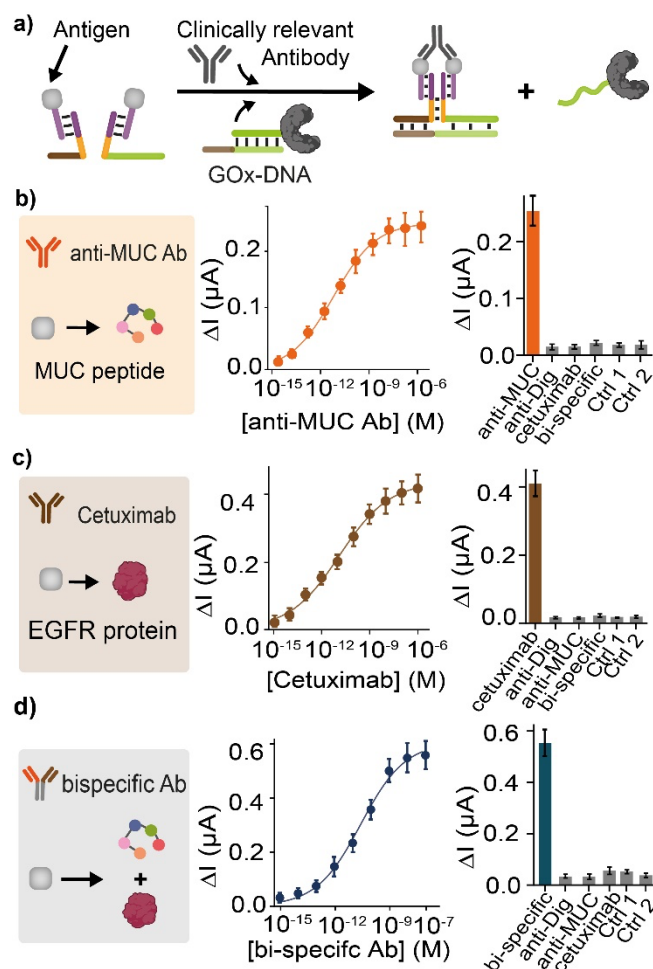 a)
Antigen
Clinically relevant
Antibody
+
GOx-DNA
b)
anti-MUC Ab
MUC peptide
ΔI (μA)
0.2
0.1
0.0
10⁻¹⁵ 10⁻¹² 10⁻⁹ 10⁻⁶
[anti-MUC Ab] (M)
ΔI (μA)
0.2
0.1
0.0
anti-MUC
anti-Dig
cetuximab
bi-specific
Ctrl 1
Ctrl 2
c)
Cetuximab
EGFR protein
ΔI (μA)
0.4
0.2
0.0
10⁻¹⁵ 10⁻¹² 10⁻⁹ 10⁻⁶
[Cetuximab] (M)
ΔI (μA)
0.4
0.2
0.0
cetuximab
anti-Dig
anti-MUC
bi-specific
Ctrl 1
Ctrl 2
d)
bispecific Ab
+
ΔI (μA)
0.6
0.4
0.2
0.0
10⁻¹⁵ 10⁻¹² 10⁻⁹ 10⁻⁷
[bi-specifc Ab] (M)
ΔI (μA)
0.6
0.4
0.2
0.0
bi-specific
anti-Dig
anti-MUC
cetuximab
Ctrl 1
Ctrl 2